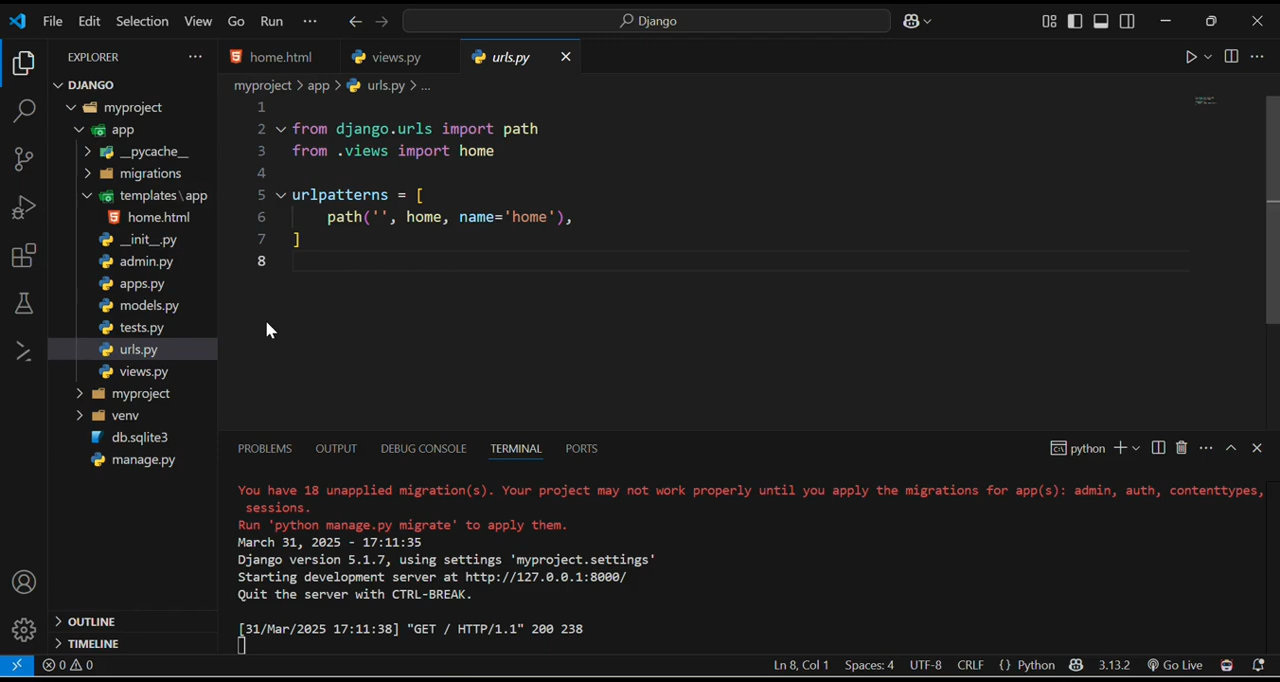 File Edit Selection View Go Run ... Django
EXPLORER ...
DJANGO
myproject
app
__pycache__
migrations
templates\app
home.html
__init__.py
admin.py
apps.py
models.py
tests.py
urls.py
views.py
myproject
venv
db.sqlite3
manage.py
OUTLINE
TIMELINE
home.html views.py urls.py
myproject > app > urls.py > ...
1
2 from django.urls import path
3 from .views import home
4
5 urlpatterns = [
6 path('', home, name='home'),
7 ]
8
PROBLEMS OUTPUT DEBUG CONSOLE TERMINAL PORTS python
You have 18 unapplied migration(s). Your project may not work properly until you apply the migrations for app(s): admin, auth, contenttypes,
sessions.
Run 'python manage.py migrate' to apply them.
March 31, 2025 - 17:11:35
Django version 5.1.7, using settings 'myproject.settings'
Starting development server at http://127.0.0.1:8000/
Quit the server with CTRL-BREAK.
[31/Mar/2025 17:11:38] "GET / HTTP/1.1" 200 238
0 0 Ln 8, Col 1 Spaces: 4 UTF-8 CRLF {} Python 3.13.2 Go Live